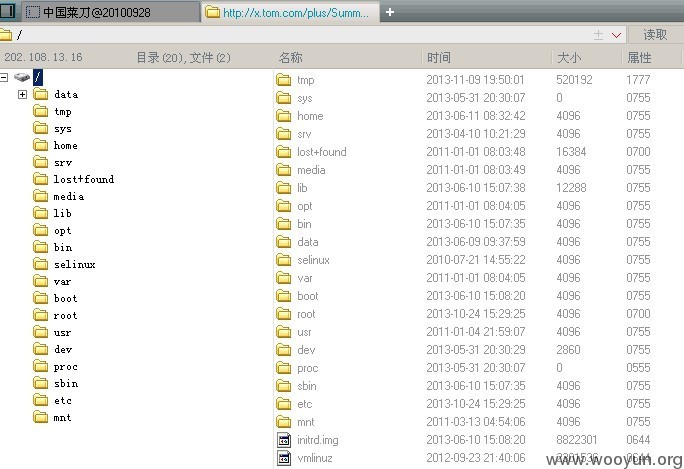 中国菜刀@20100928 http://x.tom.com/plus/Summ...
/ 读取
202.108.13.16 目录(20),文件(2) 名称 时间 大小 属性
/
data
tmp
sys
home
srv
lost+found
media
lib
opt
bin
selinux
var
boot
root
usr
dev
proc
sbin
etc
mnt
tmp 2013-11-09 19:50:01 520192 1777
sys 2013-05-31 20:30:07 0 0755
home 2013-06-11 08:32:42 4096 0755
srv 2013-04-10 10:21:29 4096 0755
lost+found 2011-01-01 08:03:48 16384 0700
media 2011-01-01 08:03:49 4096 0755
lib 2013-06-10 15:07:38 12288 0755
opt 2011-01-01 08:04:05 4096 0755
bin 2013-06-10 15:07:35 4096 0755
data 2013-06-09 09:37:59 4096 0755
selinux 2010-07-21 14:55:22 4096 0755
var 2011-01-01 08:04:05 4096 0755
boot 2013-06-10 15:08:20 4096 0755
root 2013-10-24 15:29:25 4096 0700
usr 2011-01-04 21:59:07 4096 0755
dev 2013-05-31 20:30:29 2860 0755
proc 2013-05-31 20:30:07 0 0555
sbin 2013-06-10 15:07:35 4096 0755
etc 2013-10-24 15:29:25 4096 0755
mnt 2011-03-13 04:54:06 4096 0755
initrd.img 2013-06-10 15:08:20 8822301 0644
vmlinuz 2012-09-23 21:40:06 0644
www.wooyun.org